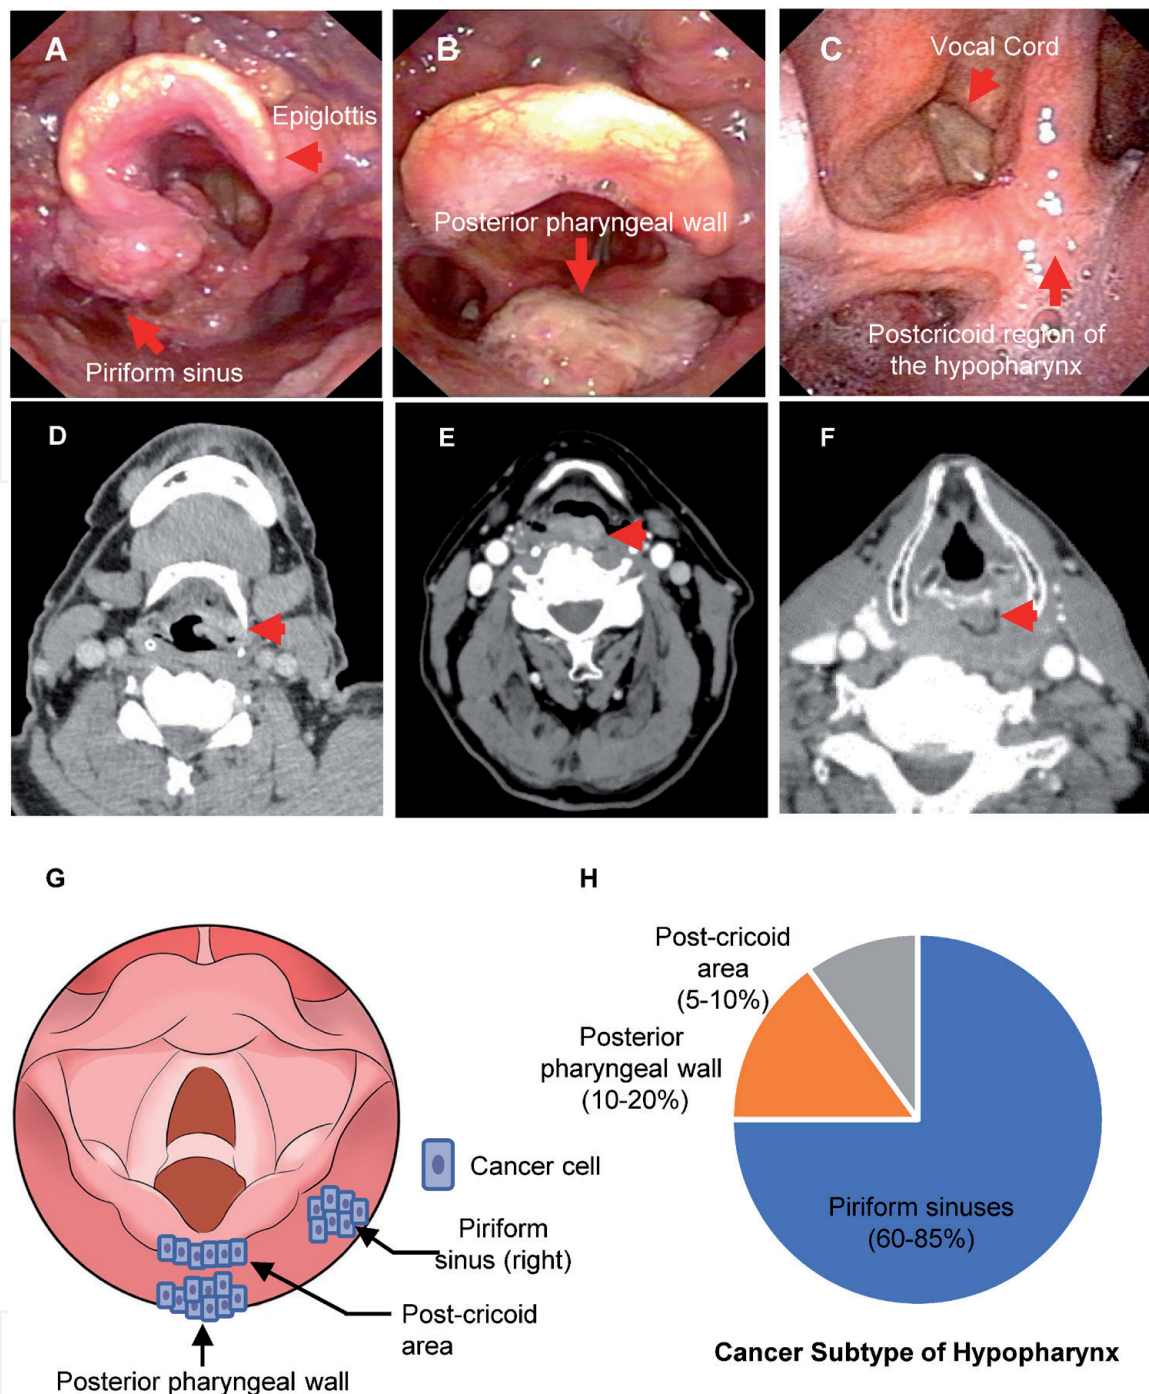 A
Epiglottis
Piriform sinus
B
Posterior pharyngeal wall
C
Vocal Cord
Postcricoid region of
the hypopharynx
D
E
F
G
Cancer cell
Piriform
sinus (right)
Post-cricoid
area
Posterior pharyngeal wall
H
Post-cricoid
area
(5-10%)
Posterior
pharyngeal wall
(10-20%)
Piriform sinuses
(60-85%)
Cancer Subtype of Hypopharynx